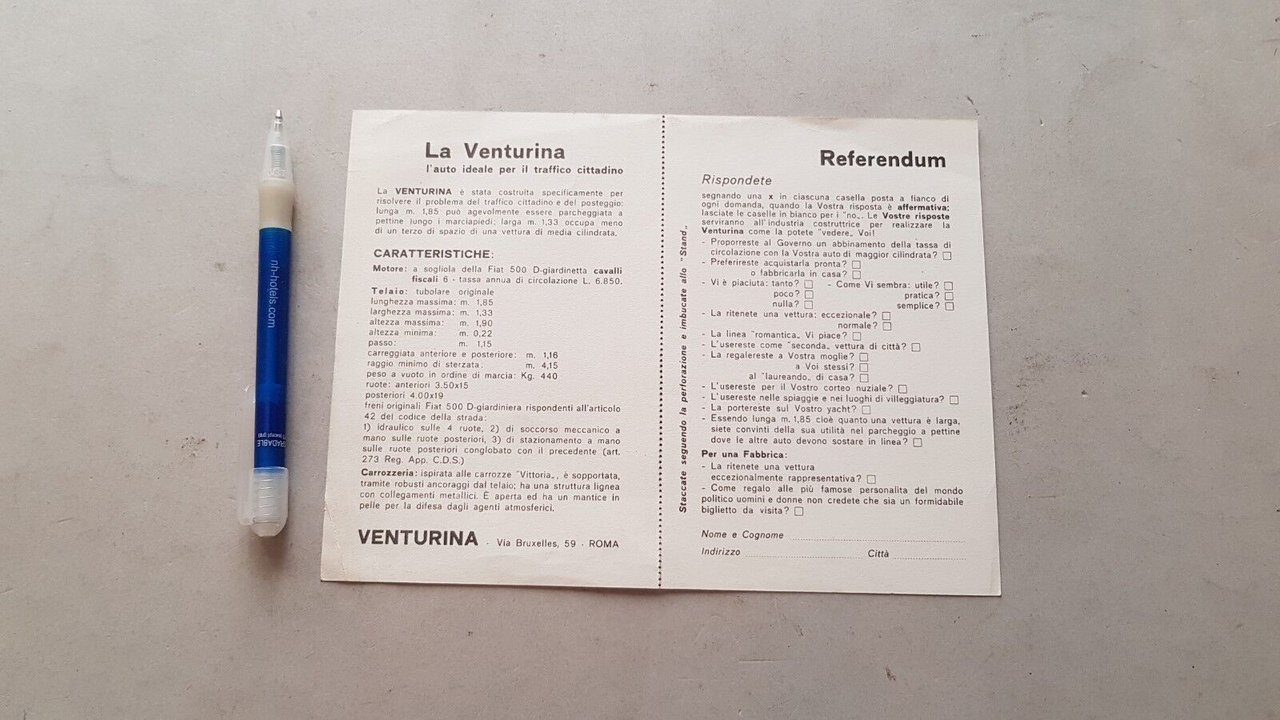 nh-hotels.com
La Venturina
l'auto ideale per il traffico cittadino
La VENTURINA è stata costruita specificamente per
risolvere il problema del traffico cittadino e del posteggio:
lunga m. 1,85 può agevolmente essere parcheggiata a
pettine lungo i marciapiedi; larga m. 1,33 occupa meno
di un terzo di spazio di una vettura di media cilindrata.
CARATTERISTICHE:
Motore: a sogliola della Fiat 500 D-giardinetta cavalli
fiscali 6 - tassa annua di circolazione L. 6.850;
Telaio: tubolare originale
lunghezza massima: m. 1,85
larghezza massima: m. 1,33
altezza massima: m. 1,90
altezza minima: m. 0,22
passo: m. 1,15
carreggiata anteriore e posteriore: m. 1,16
raggio minimo di sterzata: m. 4,15
peso a vuoto in ordine di marcia: Kg. 440
ruote: anteriori 3.50x15
posteriori 4.00x19
freni originali Fiat 500 D-giardiniera rispondenti all'articolo
42 del codice della strada:
1) idraulico sulle 4 ruote, 2) di soccorso meccanico a
mano sulle ruote posteriori, 3) di stazionamento a mano
sulle ruote posteriori conglobato con il precedente (art.
273 Reg. App. C.D.S.)
Carrozzeria: ispirata alle carrozze "Vittoria„, è sopportata,
tramite robusti ancoraggi dal telaio; ha una struttura lignea
con collegamenti metallici. È aperta ed ha un mantice in
pelle per la difesa dagli agenti atmosferici.
VENTURINA - Via Bruxelles, 59 - ROMA
Staccate seguendo la perforazione e imbucate allo "Stand„
Referendum
Rispondete
segnando una x in ciascuna casella posta a fianco di
ogni domanda, quando la Vostra risposta è affermativa;
lasciate le caselle in bianco per i "no„. Le Vostre risposte
serviranno all'industria costruttrice per realizzare la
Venturina come la potete "vedere„ Voi!
- Proporreste al Governo un abbinamento della tassa di
circolazione con la Vostra auto di maggior cilindrata?
- Preferireste acquistarla pronta?
o fabbricarla in casa?
- Vi è piaciuta: tanto? - Come Vi sembra: utile?
poco? pratica?
nulla? semplice?
- La ritenete una vettura: eccezionale?
normale?
- La linea "romantica„ Vi piace?
- L'usereste come "seconda„ vettura di città?
- La regalereste a Vostra moglie?
a Voi stessi?
al "laureando„ di casa?
- L'usereste per il Vostro corteo nuziale?
- L'usereste nelle spiaggie e nei luoghi di villeggiatura?
- La portereste sul Vostro yacht?
- Essendo lunga m. 1,85 cioè quanto una vettura è larga,
siete convinti della sua utilità nei parcheggio a pettine
dove le altre auto devono sostare in linea?
Per una Fabbrica:
- La ritenete una vettura
eccezionalmente rappresentativa?
- Come regalo alle più famose personalita del mondo
politico uomini e donne non credete che sia un formidabile
biglietto da visita?
Nome e Cognome
Indirizzo Città